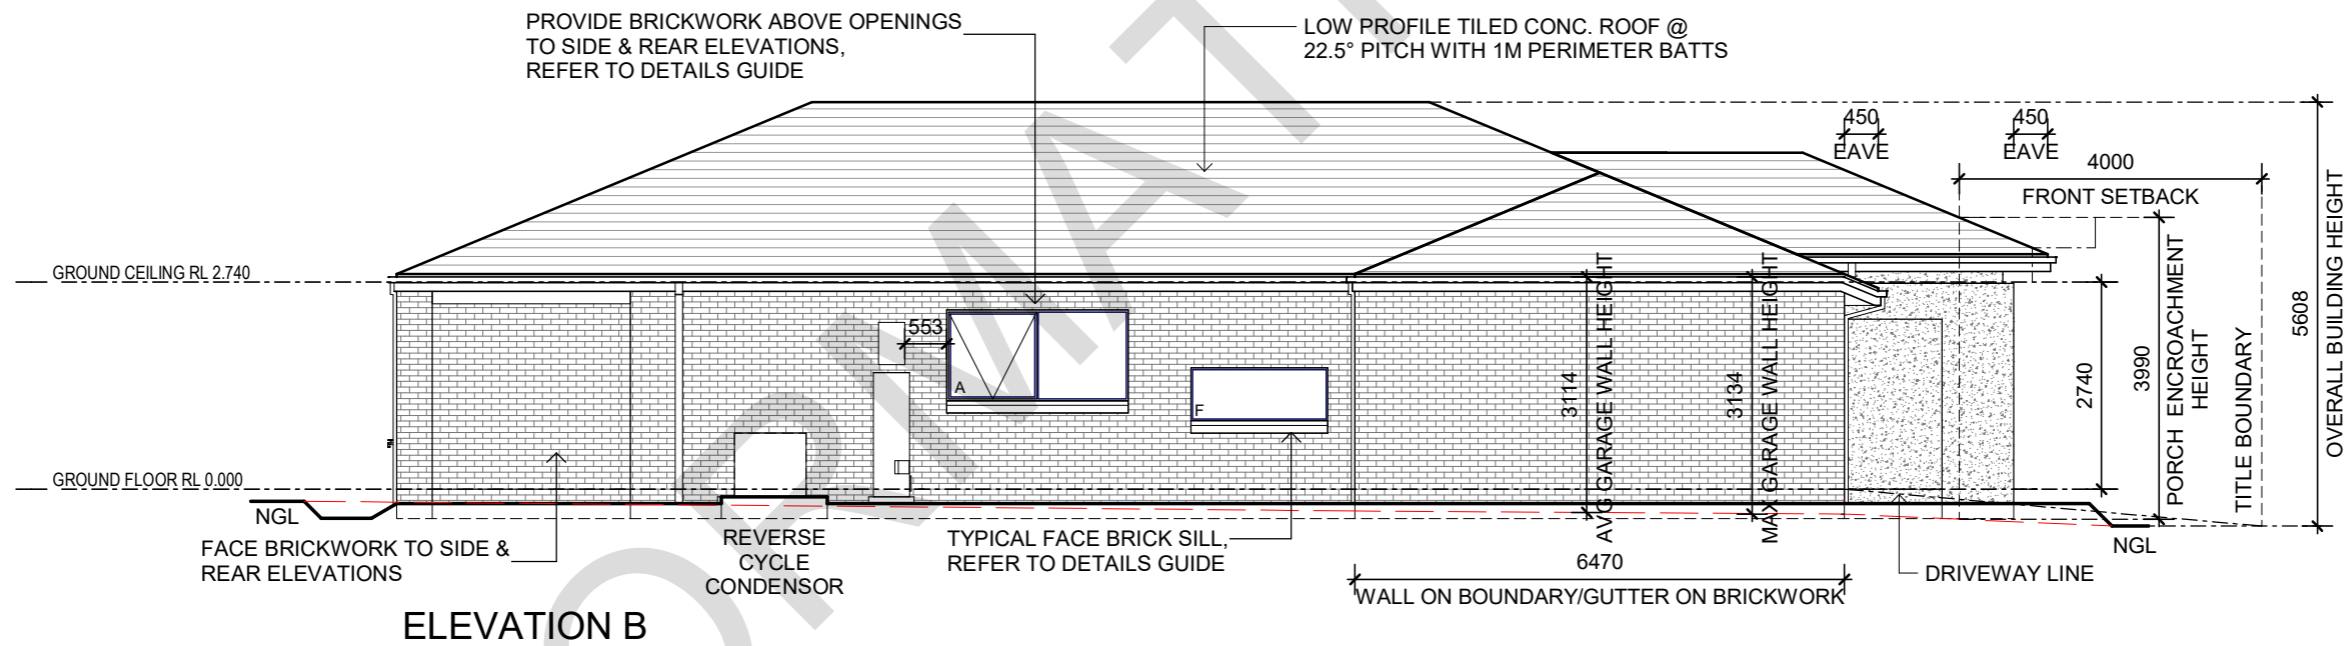 PROVIDE BRICKWORK ABOVE OPENINGS
TO SIDE & REAR ELEVATIONS,
REFER TO DETAILS GUIDE
LOW PROFILE TILED CONC. ROOF @
22.5° PITCH WITH 1M PERIMETER BATTS
450
EAVE
450
EAVE
4000
FRONT SETBACK
GROUND CEILING RL 2.740
553
A
F
3114
AVG GARAGE WALL HEIGHT
3134
MAX GARAGE WALL HEIGHT
2740
3990
PORCH ENCROACHMENT
HEIGHT
TITLE BOUNDARY
5608
OVERALL BUILDING HEIGHT
GROUND FLOOR RL 0.000
NGL
FACE BRICKWORK TO SIDE &
REAR ELEVATIONS
REVERSE
CYCLE
CONDENSOR
TYPICAL FACE BRICK SILL,
REFER TO DETAILS GUIDE
6470
WALL ON BOUNDARY/GUTTER ON BRICKWORK
DRIVEWAY LINE
NGL
ELEVATION B